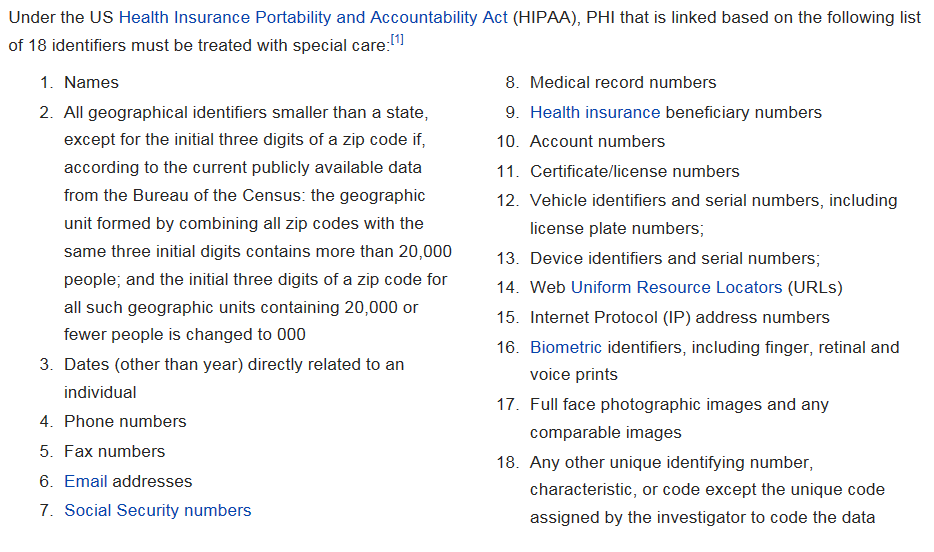 Under the US Health Insurance Portability and Accountability Act (HIPAA), PHI that is linked based on the following list
of 18 identifiers must be treated with special care:[1]
1. Names
2. All geographical identifiers smaller than a state,
except for the initial three digits of a zip code if,
according to the current publicly available data
from the Bureau of the Census: the geographic
unit formed by combining all zip codes with the
same three initial digits contains more than 20,000
people; and the initial three digits of a zip code for
all such geographic units containing 20,000 or
fewer people is changed to 000
3. Dates (other than year) directly related to an
individual
4. Phone numbers
5. Fax numbers
6. Email addresses
7. Social Security numbers
8. Medical record numbers
9. Health insurance beneficiary numbers
10. Account numbers
11. Certificate/license numbers
12. Vehicle identifiers and serial numbers, including
license plate numbers;
13. Device identifiers and serial numbers;
14. Web Uniform Resource Locators (URLs)
15. Internet Protocol (IP) address numbers
16. Biometric identifiers, including finger, retinal and
voice prints
17. Full face photographic images and any
comparable images
18. Any other unique identifying number,
characteristic, or code except the unique code
assigned by the investigator to code the data